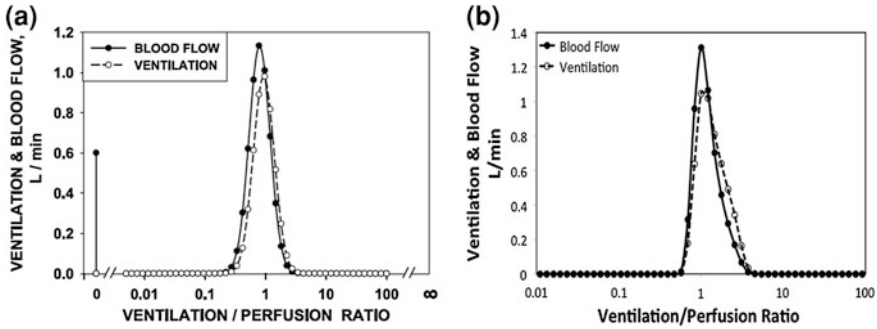 (a)
VENTILATION & BLOOD FLOW,
L / min
1.2
1.0
0.8
0.6
0.4
0.2
0.0
BLOOD FLOW
VENTILATION
0 0.01 0.1 1 10 100 ∞
VENTILATION / PERFUSION RATIO
(b)
Ventilation & Blood Flow
L/min
1.4
1.2
1
0.8
0.6
0.4
0.2
0
Blood Flow
Ventilation
0.01 0.1 1 10 100
Ventilation/Perfusion Ratio